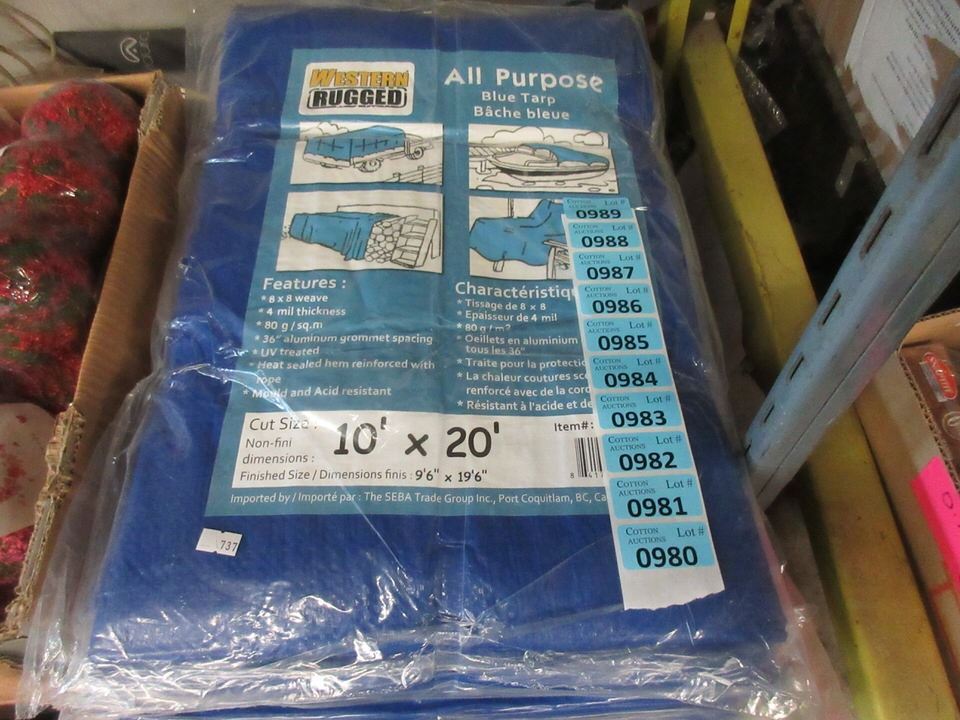 WESTERN
RUGGED
All Purpose
Blue Tarp
Bâche bleue
Features :
* 8 x 8 weave
* 4 mil thickness
* 80 g / sq.m
* 36" aluminum grommet spacing
* UV treated
* Heat sealed hem reinforced with
rope
* Mould and Acid resistant
* Tissage de 8 x 8
* Epaisseur de 4 mil
* 80 g / m²
* Oeillets en aluminium
tous les 36"
* Traite pour la
* La chaleur coutures
renforcé avec de la
* Résistant à l'acide et
Cut Size :
Non-fini
dimensions :
10' x 20'
Item#:
Finished Size / Dimensions finis : 9'6" x 19'6"
Imported by / Importé par : The SEBA Trade Group Inc., Port Coquitlam, BC,
737
COTTON AUCTIONS Lot #
0989
COTTON AUCTIONS Lot #
0988
COTTON AUCTIONS Lot #
0987
COTTON AUCTIONS Lot #
0986
COTTON AUCTIONS Lot #
0985
COTTON AUCTIONS Lot #
0984
COTTON AUCTIONS Lot #
0983
COTTON AUCTIONS Lot #
0982
COTTON AUCTIONS Lot #
0981
COTTON AUCTIONS Lot #
0980